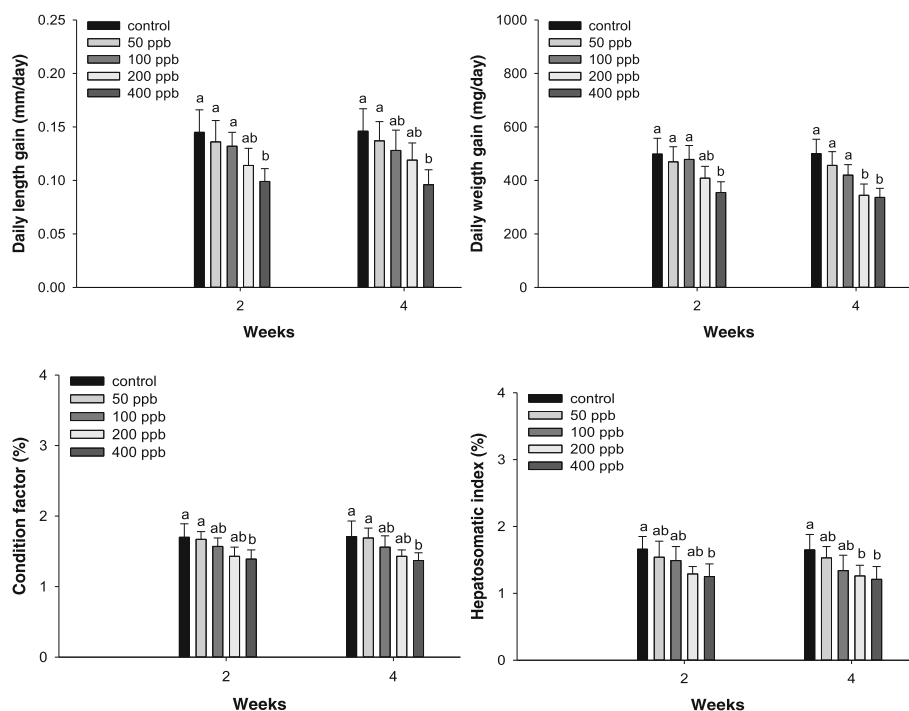 Daily length gain (mm/day)
0.25
0.20
0.15
0.10
0.05
0.00
control
50 ppb
100 ppb
200 ppb
400 ppb
a a a ab b
a a ab ab b
2 4
Weeks
Daily weigth gain (mg/day)
1000
800
600
400
200
0
control
50 ppb
100 ppb
200 ppb
400 ppb
a a a ab b
a a a b b
2 4
Weeks
Condition factor (%)
4
3
2
1
0
control
50 ppb
100 ppb
200 ppb
400 ppb
a a ab ab b
a a ab ab b
2 4
Weeks
Hepatosomatic index (%)
4
3
2
1
0
control
50 ppb
100 ppb
200 ppb
400 ppb
a ab ab ab b
a ab ab b b
2 4
Weeks